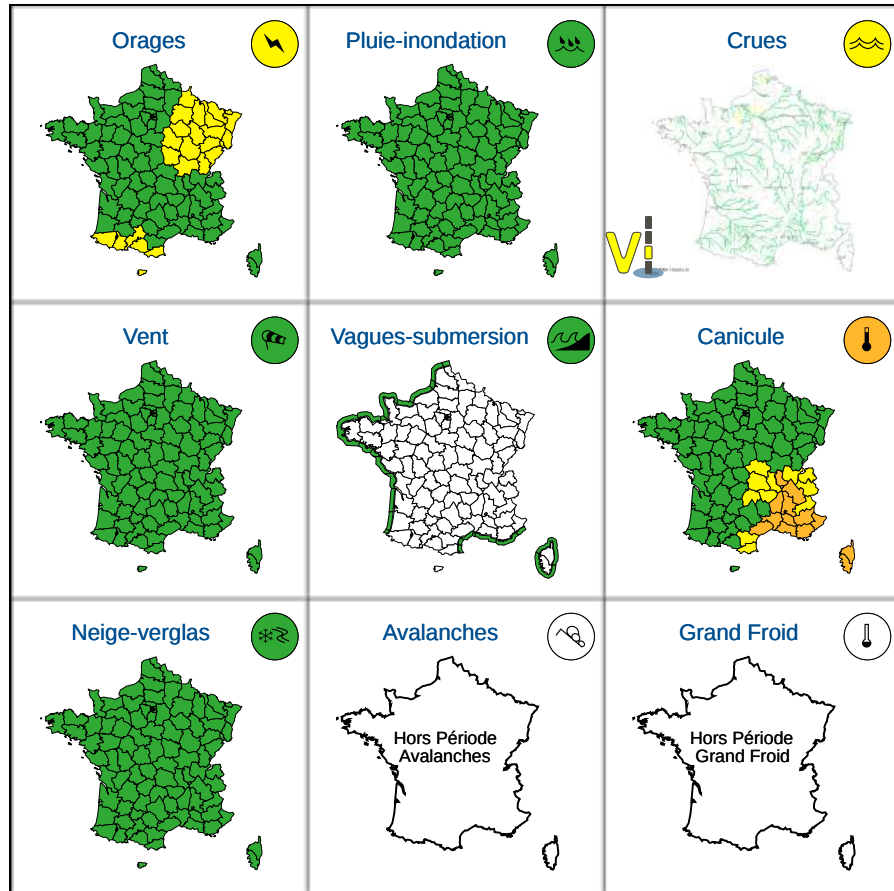 Orages
Pluie-inondation
Crues
Vi
Vent
Vagues-submersion
Canicule
Neige-verglas
Avalanches
Grand Froid
Hors Période
Avalanches
Hors Période
Grand Froid